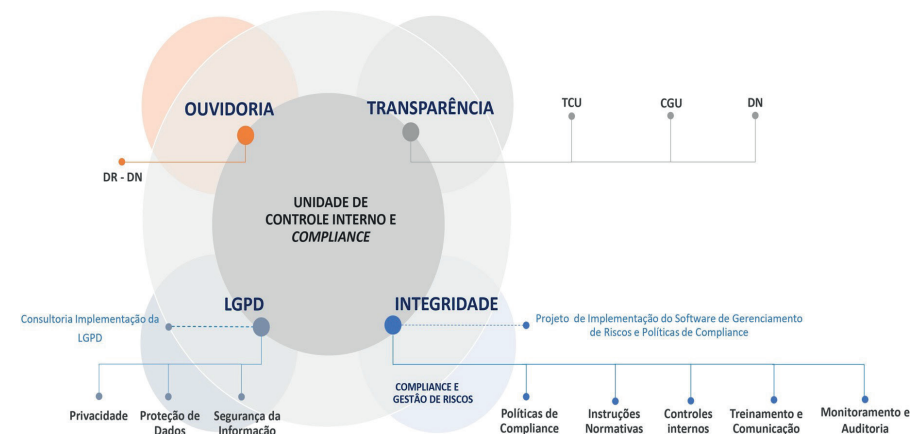 OUVIDORIA
TRANSPARÊNCIA
TCU
CGU
DN
DR - DN
UNIDADE DE
CONTROLE INTERNO E
COMPLIANCE
LGPD
INTEGRIDADE
Consultoria Implementação da
LGPD
Projeto de Implementação do Software de Gerenciamento
de Riscos e Políticas de Compliance
COMPLIANCE E
GESTÃO DE RISCOS
Privacidade
Proteção de
Dados
Segurança da
Informação
Políticas de
Compliance
Instruções
Normativas
Controles
internos
Treinamento e
Comunicação
Monitoramento e
Auditoria